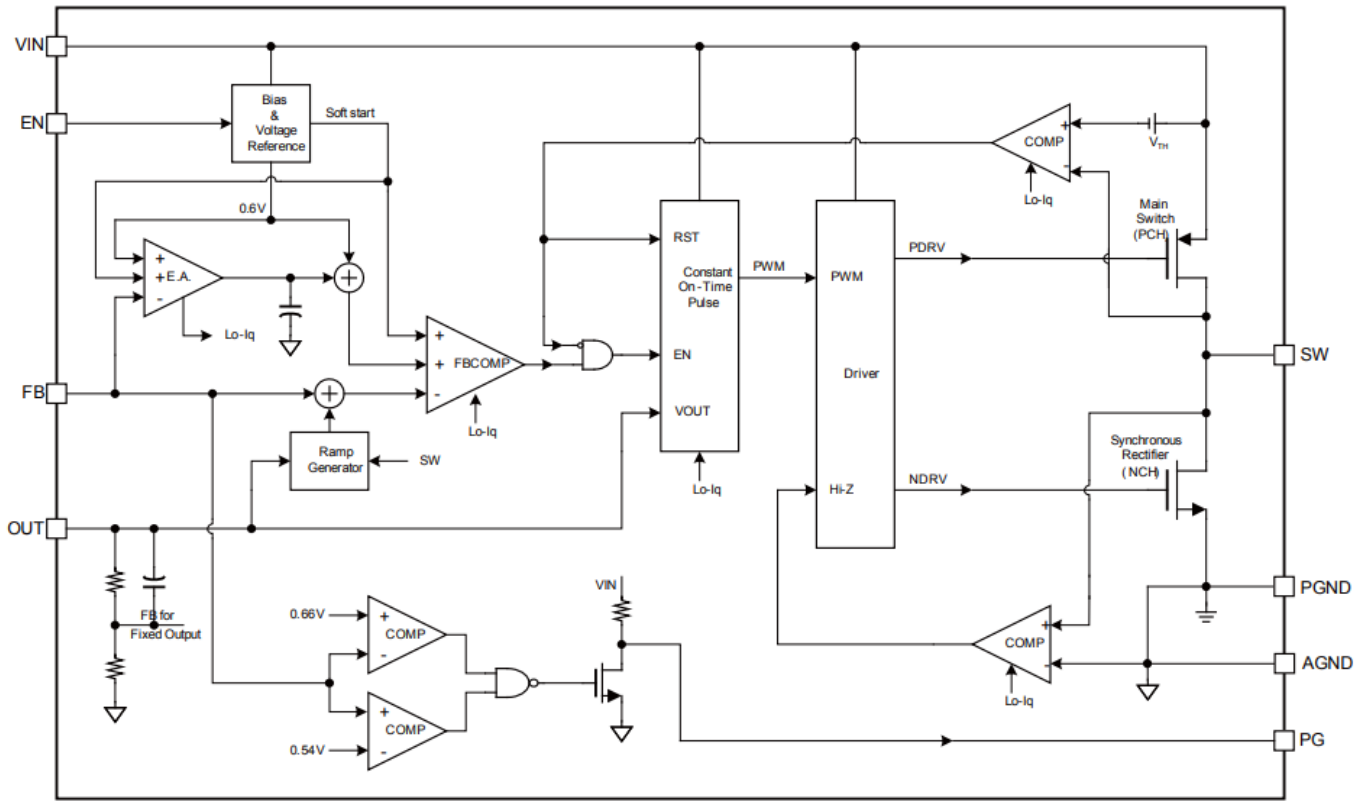 VIN
EN
Bias
&
Voltage
Reference
Soft start
0.6V
+
+
-
E.A.
Lo-Iq
+
FB
+
Ramp
Generator
SW
OUT
FB for
Fixed Output
+
+
-
FBCOMP
Lo-Iq
RST
Constant
On-Time
Pulse
EN
VOUT
Lo-Iq
PWM
PWM
Driver
Hi-Z
PDRV
NDRV
+
-
COMP
Lo-Iq
VTH
Main
Switch
(PCH)
SW
Synchronous
Rectifier
(NCH)
PGND
AGND
+
-
COMP
Lo-Iq
0.66V
+
-
COMP
+
-
COMP
0.54V
VIN
PG